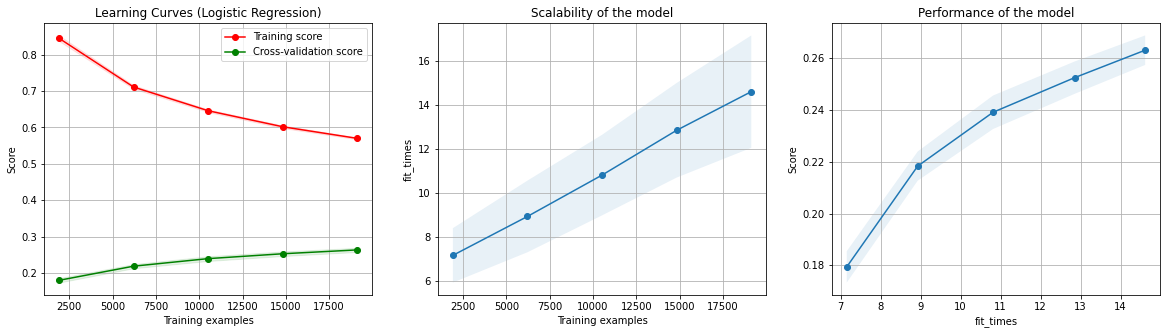 Learning Curves (Logistic Regression)
Training score
Cross-validation score
Score
0.8
0.7
0.6
0.5
0.4
0.3
0.2
2500 5000 7500 10000 12500 15000 17500
Training examples
Scalability of the model
fit_times
16
14
12
10
8
6
2500 5000 7500 10000 12500 15000 17500
Training examples
Performance of the model
Score
0.26
0.24
0.22
0.20
0.18
7 8 9 10 11 12 13 14
fit_times